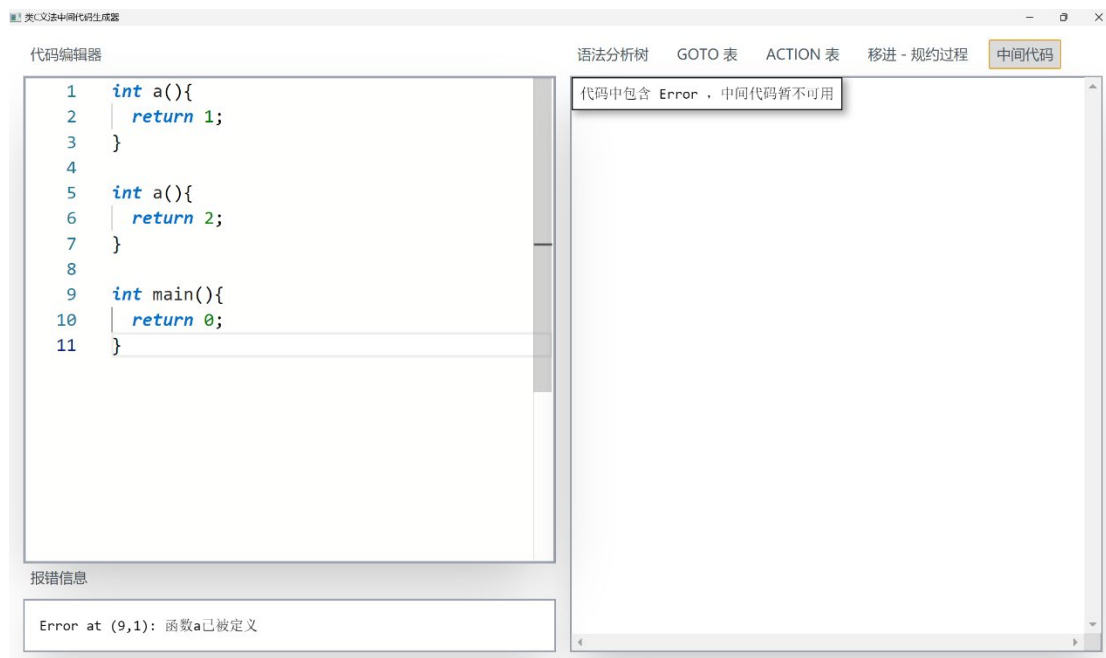 类C文法中间代码生成器
代码编辑器
1 int a(){
2 return 1;
3 }
4
5 int a(){
6 return 2;
7 }
8
9 int main(){
10 return 0;
11 }
报错信息
Error at (9,1): 函数a已被定义
语法分析树 GOTO 表 ACTION 表 移进 - 规约过程 中间代码
代码中包含 Error ，中间代码暂不可用